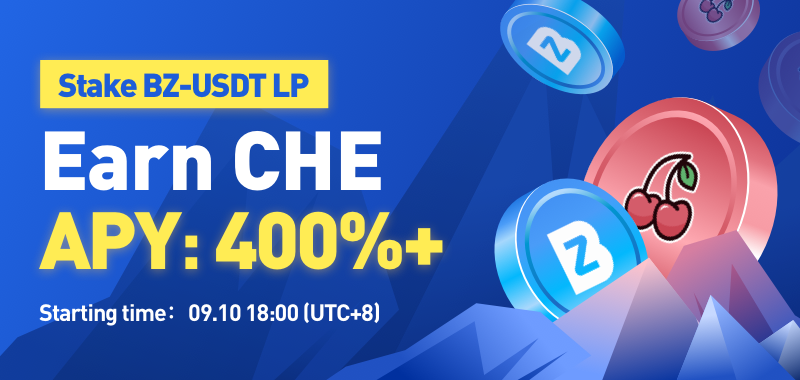 Stake BZ-USDT LP
Earn CHE
APY: 400%+
Starting time： 09.10 18:00 (UTC+8)